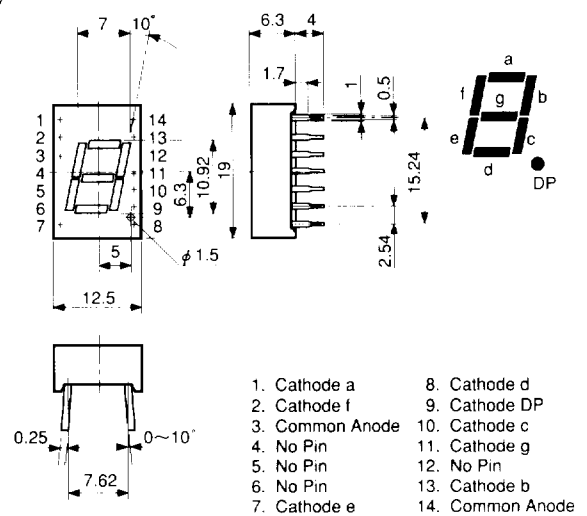 7 10°
6.3 4
1.7 1 0.5
a
f g b
e c
d
DP
1 14
2 13
3 12
4 11
5 10
6 9
7 8
6.3 10.92 19
15.24
2.54
5
φ 1.5
12.5
0.25 0~10°
7.62
1. Cathode a
2. Cathode f
3. Common Anode
4. No Pin
5. No Pin
6. No Pin
7. Cathode e
8. Cathode d
9. Cathode DP
10. Cathode c
11. Cathode g
12. No Pin
13. Cathode b
14. Common Anode